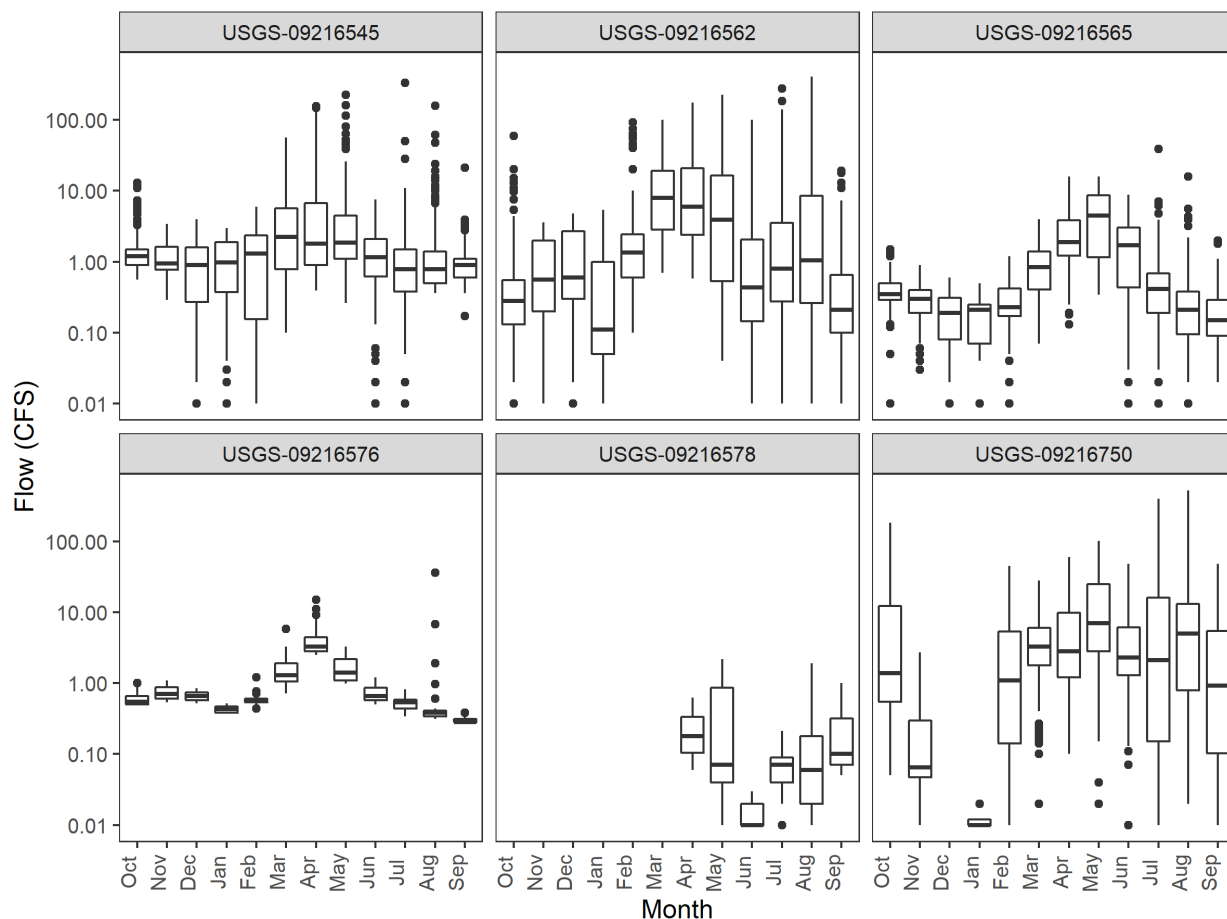 USGS-09216545 USGS-09216562 USGS-09216565
100.00
10.00
1.00
0.10
0.01
Flow (CFS)
USGS-09216576 USGS-09216578 USGS-09216750
100.00
10.00
1.00
0.10
0.01
Oct Nov Dec Jan Feb Mar Apr May Jun Jul Aug Sep Oct Nov Dec Jan Feb Mar Apr May Jun Jul Aug Sep Oct Nov Dec Jan Feb Mar Apr May Jun Jul Aug Sep
Month